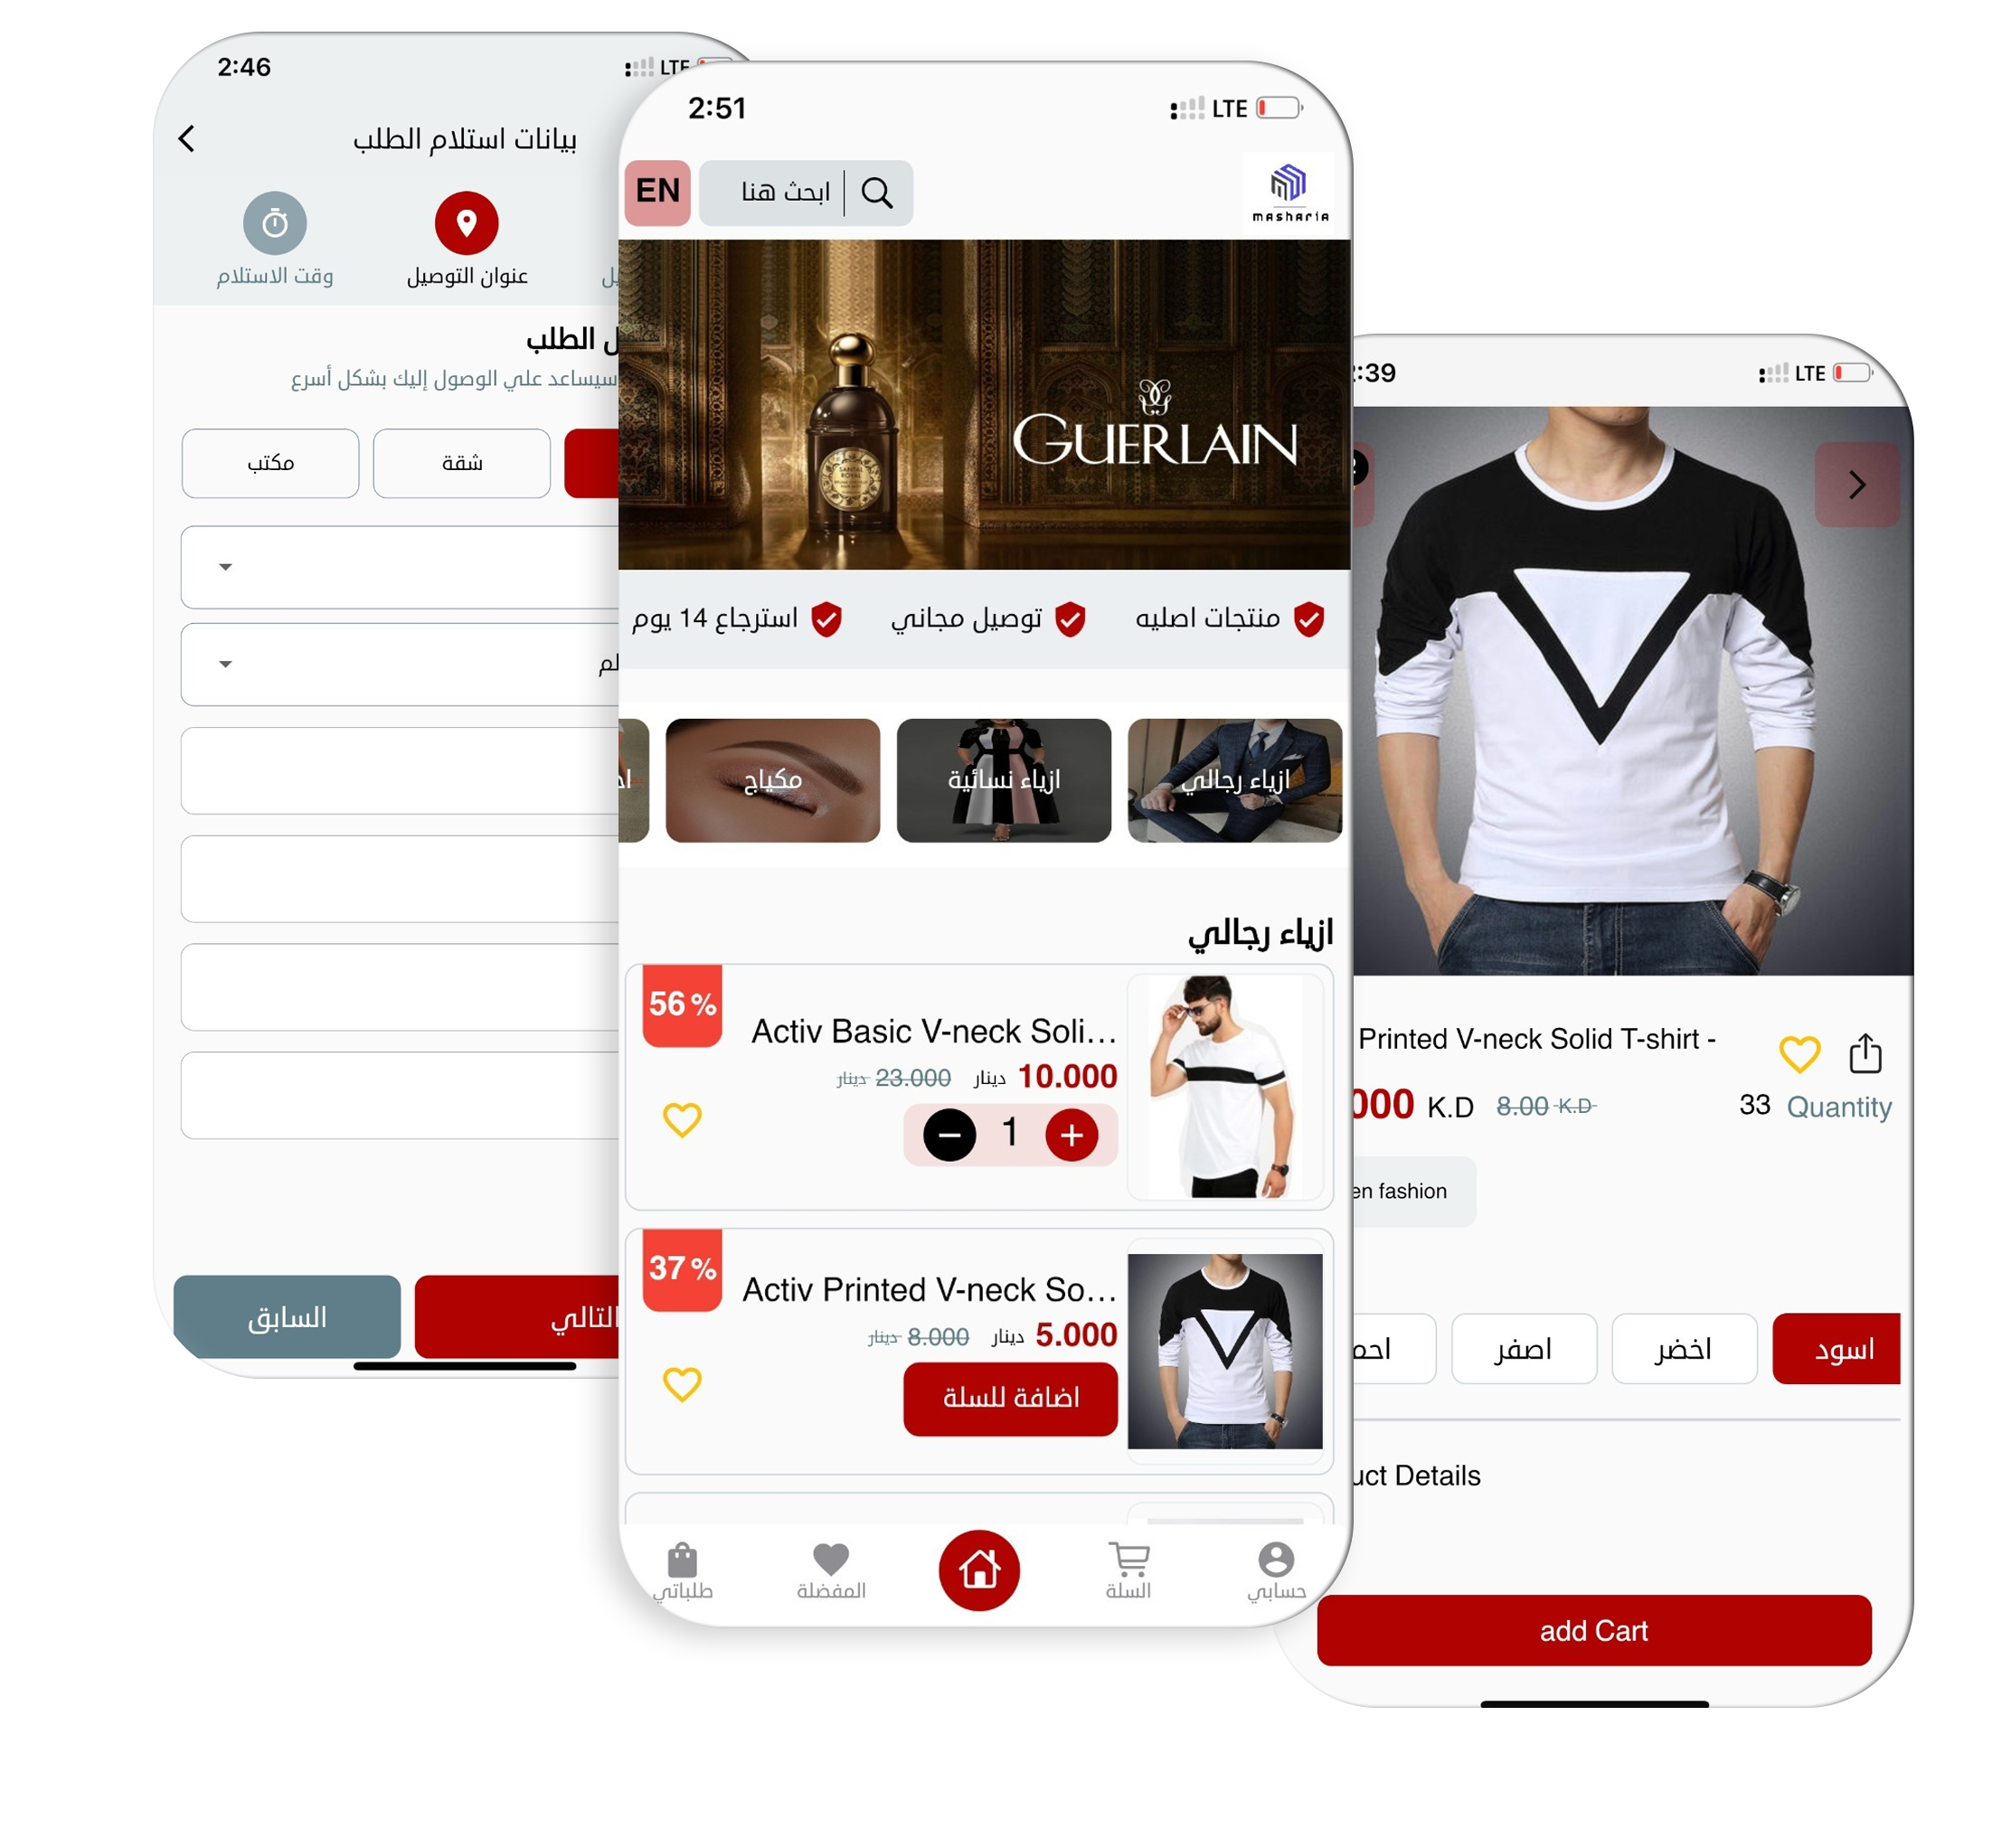 2:46
LTE
بيانات استلام الطلب
عنوان التوصيل
وقت الاستلام
الطلب
سيساعد علي الوصول إليك بشكل أسرع
شقة
مكتب
التالي
السابق
2:51
LTE
EN
ابحث هنا
masharia
GUERLAIN
SANTAL
ROYAL
منتجات اصليه
توصيل مجاني
استرجاع 14 يوم
ازياء رجالي
ازياء نسائية
مكياج
ازياء رجالي
56 %
Activ Basic V-neck Soli...
10.000 دينار 23.000 دينار
1
37 %
Activ Printed V-neck So...
5.000 دينار 8.000 دينار
اضافة للسلة
حسابي
السلة
المفضلة
طلباتي
:39
LTE
Printed V-neck Solid T-shirt -
000 K.D 8.00 K.D
33 Quantity
en fashion
اسود
اخضر
اصفر
احم
uct Details
add Cart